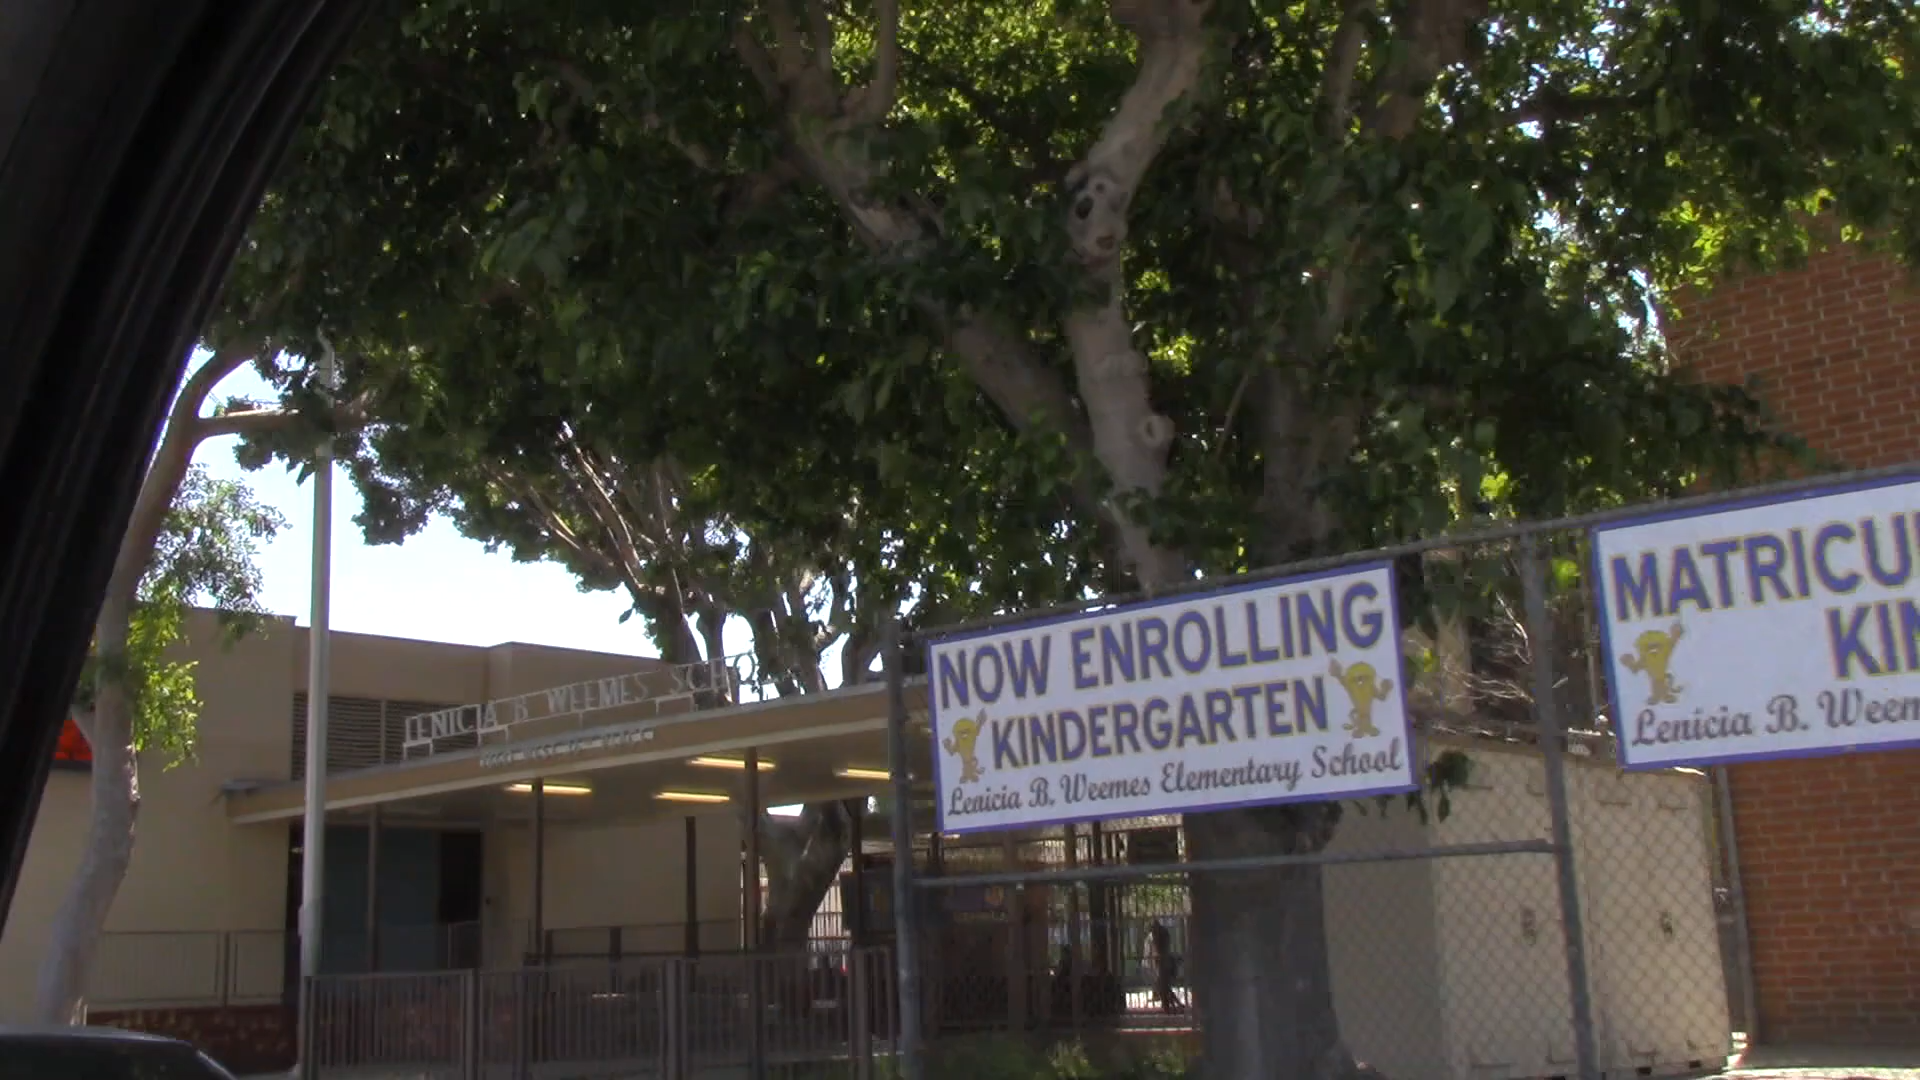 LENICIA B WEEMES SCHO
NOW ENROLLING
KINDERGARTEN
Lenicia B. Weemes Elementary School
MATRICU
KIN
Lenicia B. Weem